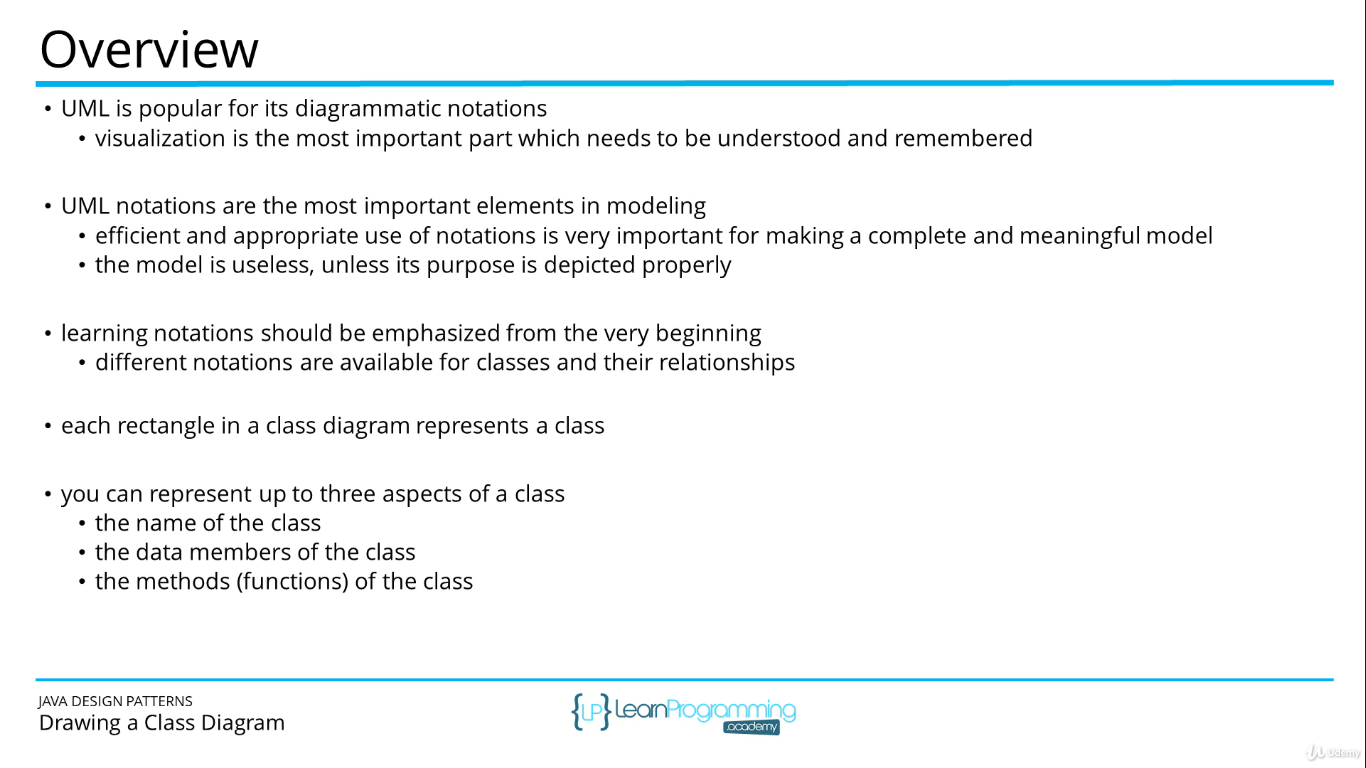 Overview
• UML is popular for its diagrammatic notations
• visualization is the most important part which needs to be understood and remembered
• UML notations are the most important elements in modeling
• efficient and appropriate use of notations is very important for making a complete and meaningful model
• the model is useless, unless its purpose is depicted properly
• learning notations should be emphasized from the very beginning
• different notations are available for classes and their relationships
• each rectangle in a class diagram represents a class
• you can represent up to three aspects of a class
• the name of the class
• the data members of the class
• the methods (functions) of the class
JAVA DESIGN PATTERNS
Drawing a Class Diagram
{LP} LearnProgramming
.academy
Udemy